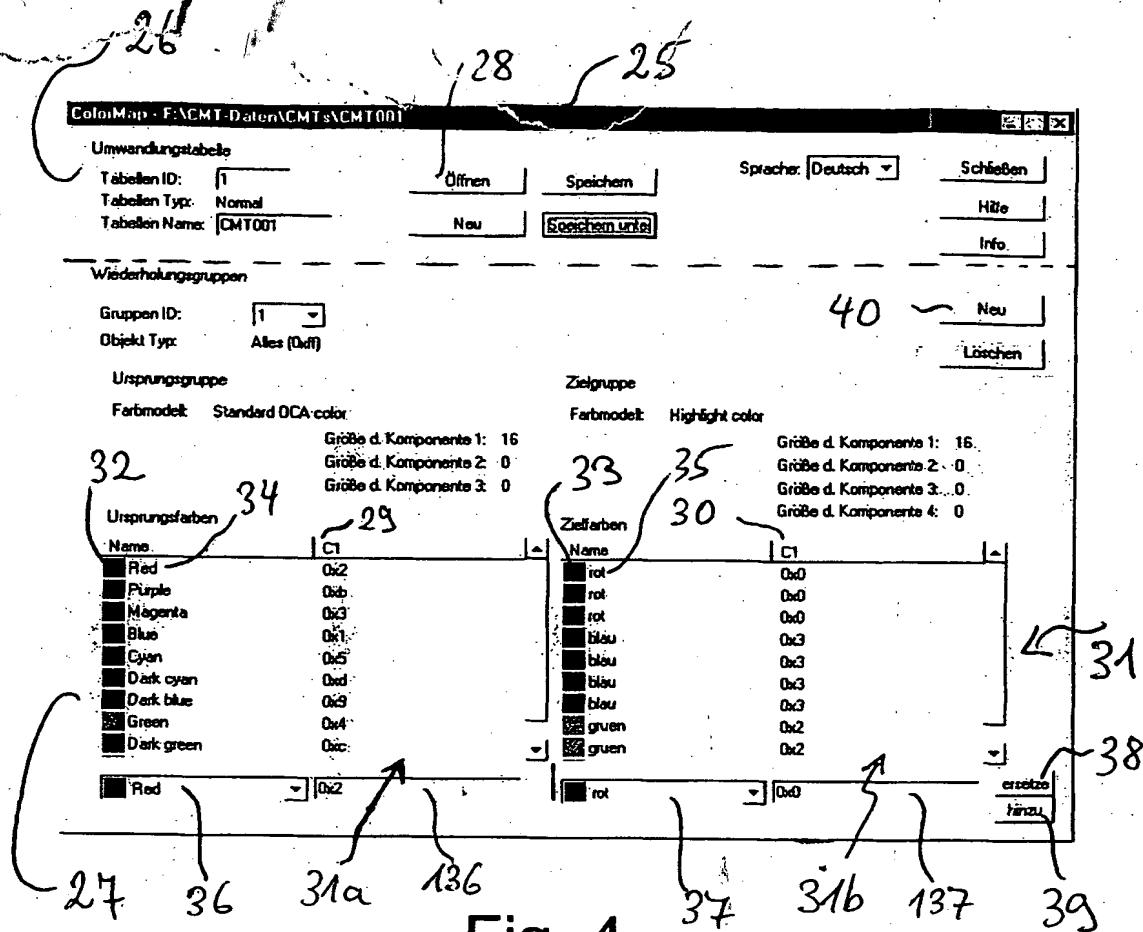 26
28
25
ColorMap - F:\CMT-Daten\CMTs\CMT001
Umwandlungstabelle
Tabellen ID: 1
Öffnen
Speichern
Sprache: Deutsch
Schließen
Tabellen Typ: Normal
Hilfe
Tabellen Name: CMT001
Neu
Speichern unter
Info
Wiederholungsgruppen
Gruppen ID: 1
40
Neu
Objekt Typ: Alles (0xff)
Löschen
Ursprungsgruppe
Zielgruppe
Farbmodell: Standard OCA-color
Farbmodell: Highlight color
Größe d. Komponente 1: 16
Größe d. Komponente 1: 16
Größe d. Komponente 2: 0
Größe d. Komponente 2: 0
Größe d. Komponente 3: 0
Größe d. Komponente 3: 0
Größe d. Komponente 4: 0
32
34
29
33
35
30
Ursprungsfarben
Zielfarben
Name C1
Name C1
Red 0x2
rot 0x0
Purple 0xb
rot 0x0
Magenta 0x3
rot 0x0
Blue 0x1
blau 0x3
Cyan 0x5
blau 0x3
Dark cyan 0xd
blau 0x3
Dark blue 0x9
blau 0x3
Green 0x4
gruen 0x2
Dark green 0xc
gruen 0x2
31
38
Red 0x2
rot 0x0
ersetze
hinzu
27
36
31a
136
37
31b
137
39
Fig. 4